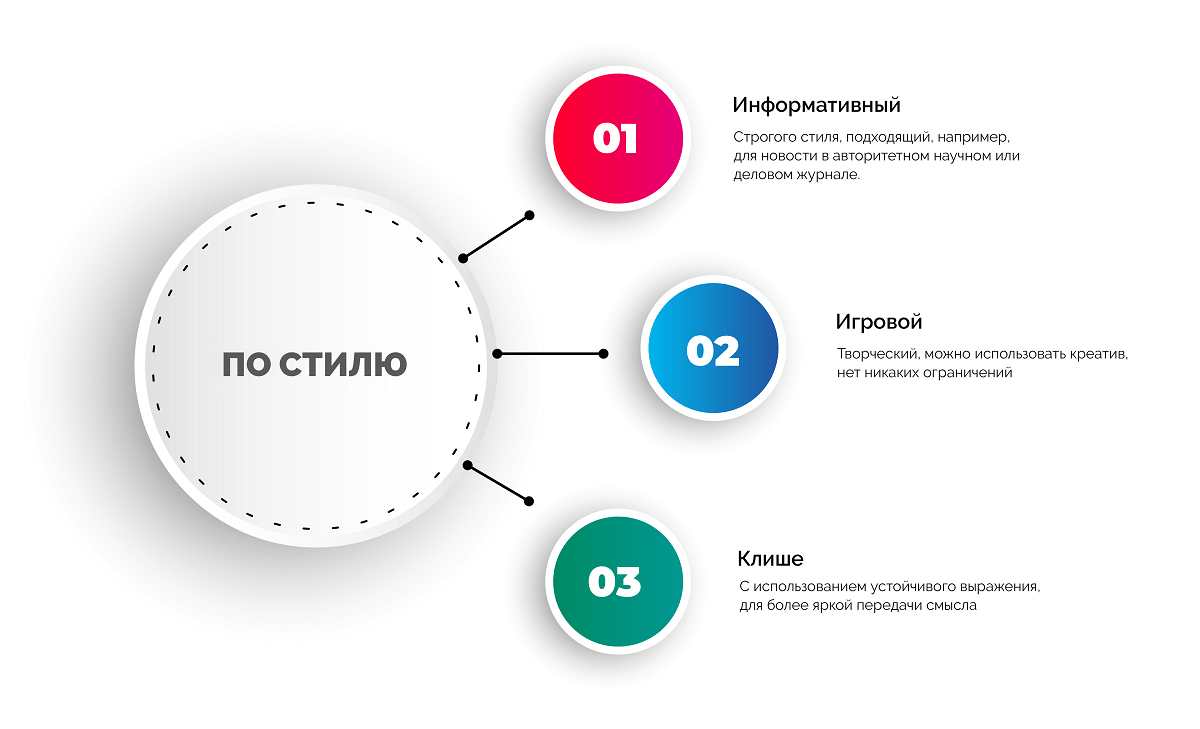 ПО СТИЛЮ
01
Информативный
Строгого стиля, подходящий, например,
для новости в авторитетном научном или
деловом журнале.
02
Игровой
Творческий, можно использовать креатив,
нет никаких ограничений
03
Клише
С использованием устойчивого выражения,
для более яркой передачи смысла